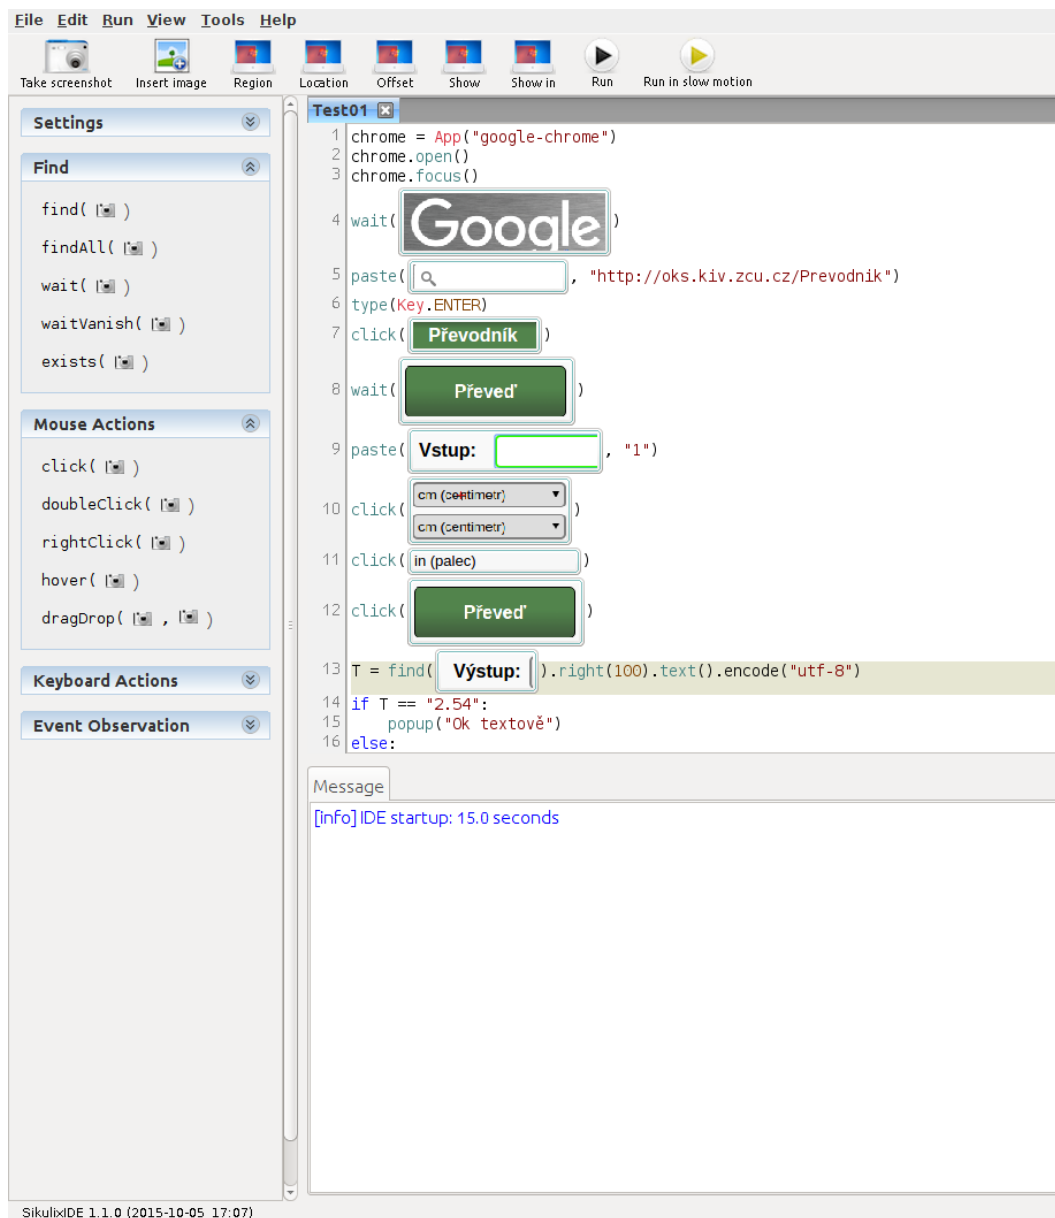 File Edit Run View Tools Help
Take screenshot Insert image Region Location Offset Show Show in Run Run in slow motion
Settings
Find
find( )
findAll( )
wait( )
waitVanish( )
exists( )
Mouse Actions
click( )
doubleClick( )
rightClick( )
hover( )
dragDrop( , )
Keyboard Actions
Event Observation
Test01
1 chrome = App("google-chrome")
2 chrome.open()
3 chrome.focus()
4 wait( Google )
5 paste( , "http://oks.kiv.zcu.cz/Prevodnik")
6 type(Key.ENTER)
7 click( Převodník )
8 wait( Převeď )
9 paste( Vstup: , "1")
cm (centimetr)
10 click( )
cm (centimetr)
11 click( in (palec) )
12 click( Převeď )
13 T = find( Výstup: ).right(100).text().encode("utf-8")
14 if T == "2.54":
15 popup("Ok textově")
16 else:
Message
[info] IDE startup: 15.0 seconds
SikulixIDE 1.1.0 (2015-10-05 17:07)